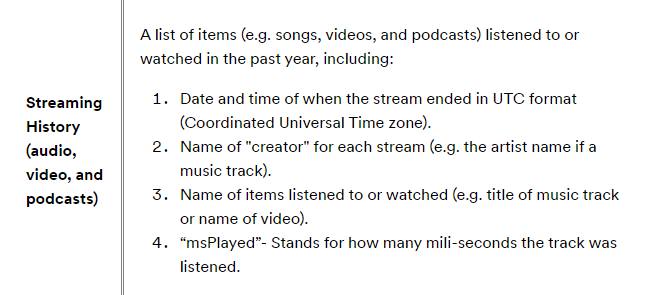 Streaming
History
(audio,
video, and
podcasts)
A list of items (e.g. songs, videos, and podcasts) listened to or
watched in the past year, including:
1. Date and time of when the stream ended in UTC format
(Coordinated Universal Time zone).
2. Name of "creator" for each stream (e.g. the artist name if a
music track).
3. Name of items listened to or watched (e.g. title of music track
or name of video).
4. “msPlayed”- Stands for how many mili-seconds the track was
listened.